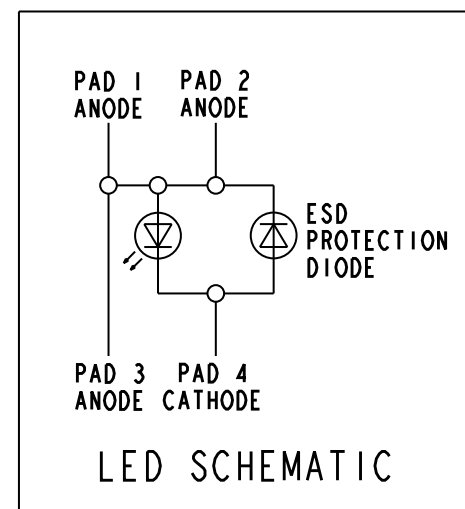 PAD 1 PAD 2
ANODE ANODE
ESD
PROTECTION
DIODE
PAD 3 PAD 4
ANODE CATHODE
LED SCHEMATIC